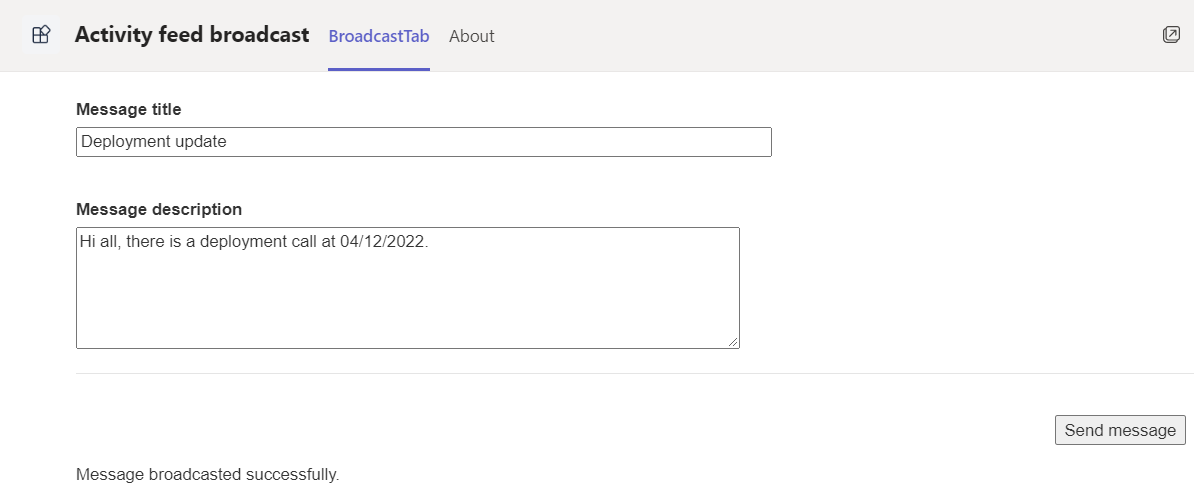 Activity feed broadcast BroadcastTab About
Message title
Deployment update
Message description
Hi all, there is a deployment call at 04/12/2022.
Send message
Message broadcasted successfully.